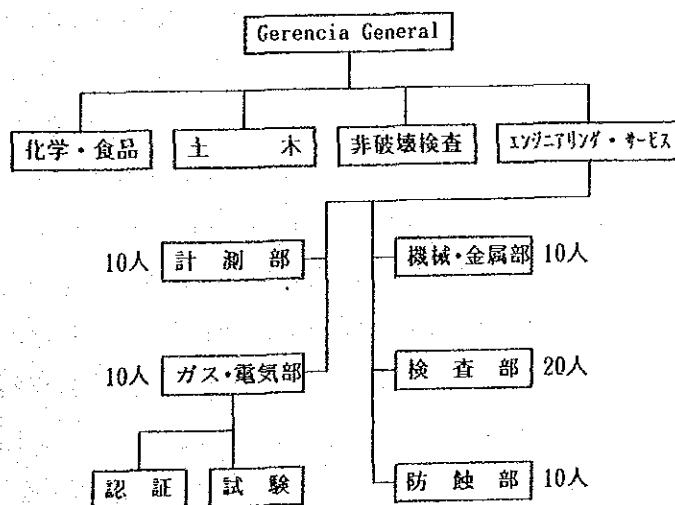 Gerencia General
化学・食品 土木 非破壊検査 エンジニアリング・サービス
10人 計測部 機械・金属部 10人
10人 ガス・電気部 検査部 20人
認証 試験 防蝕部 10人